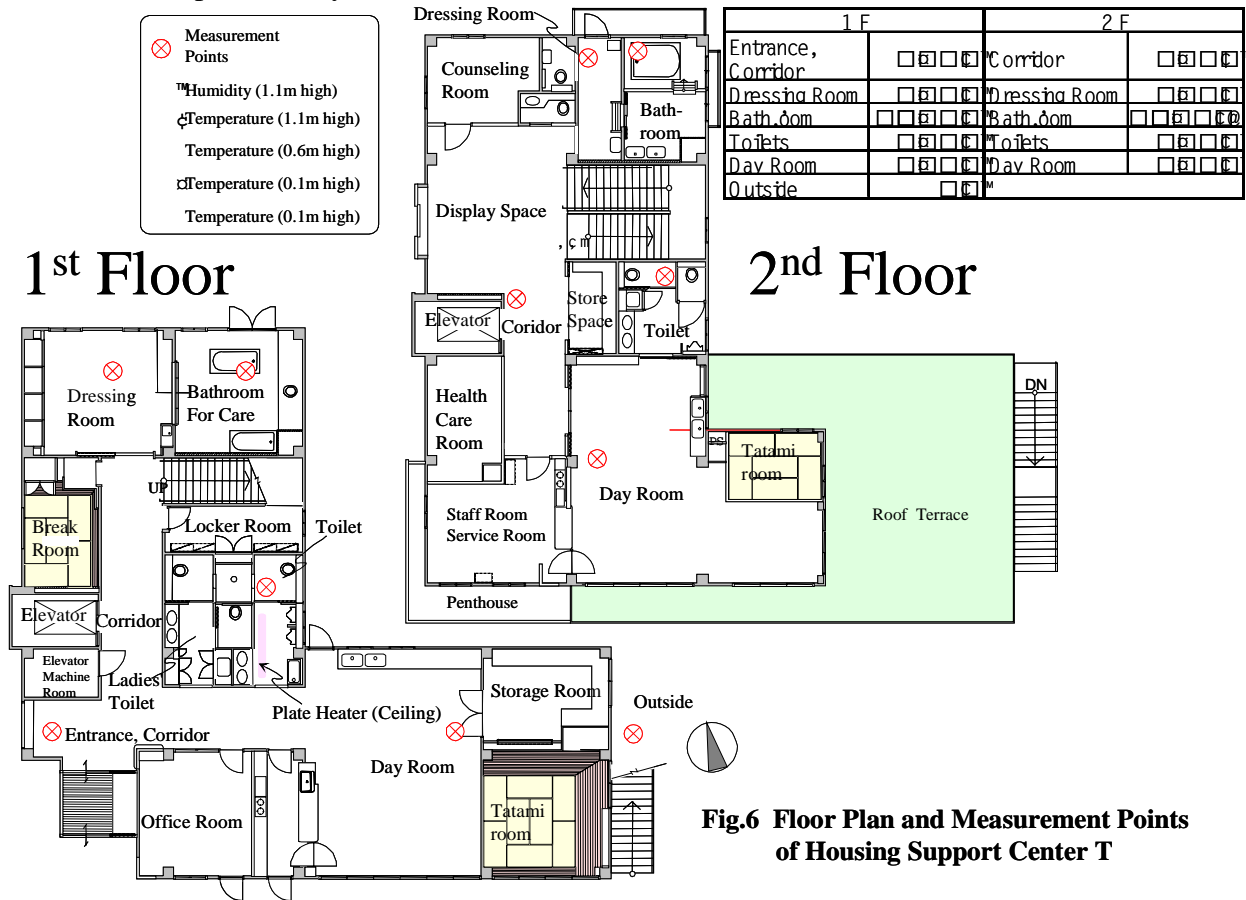 Dressing Room
Measurement
Points
Humidity (1.1m high)
Temperature (1.1m high)
Temperature (0.6m high)
¤Temperature (0.1m high)
Temperature (0.1m high)
1 F
2 F
Entrance,
Corridor
Corridor
Dressing Room
Dressing Room
Toilets
Toilets
Day Room
Day Room
Outside
Counseling
Room
Bath-
room
Display Space
1st Floor
2nd Floor
Elevator
Coridor
Store
Space
Toilet
Health
Care
Room
DN
PS
Tatami
room
Day Room
Staff Room
Service Room
Roof Terrace
Penthouse
Dressing
Room
Bathroom
For Care
UP
Break
Room
Locker Room
Toilet
Elevator
Corridor
Elevator
Machine
Room
Ladies
Toilet
Plate Heater (Ceiling)
Storage Room
Outside
Entrance, Corridor
Day Room
Office Room
Tatami
room
Fig.6 Floor Plan and Measurement Points
of Housing Support Center T